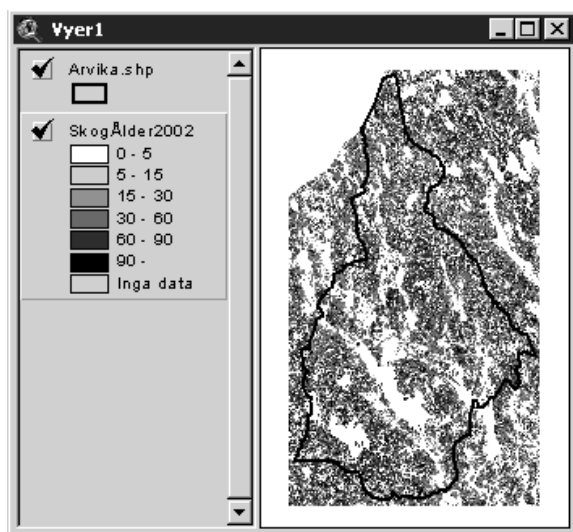 Vyer1
Arvika.shp
SkogÅlder2002
0 - 5
5 - 15
15 - 30
30 - 60
60 - 90
90 -
Inga data